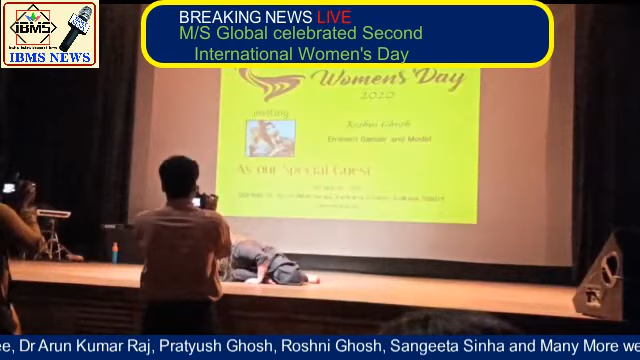 IBMS
IBMS NEWS
BREAKING NEWS LIVE
M/S Global celebrated Second
International Women's Day
Women's Day
2020
inviting
Roshni Ghosh
Eminent Dancer and Model
As our Special Guest
ee, Dr Arun Kumar Raj, Pratyush Ghosh, Roshni Ghosh, Sangeeta Sinha and Many More we